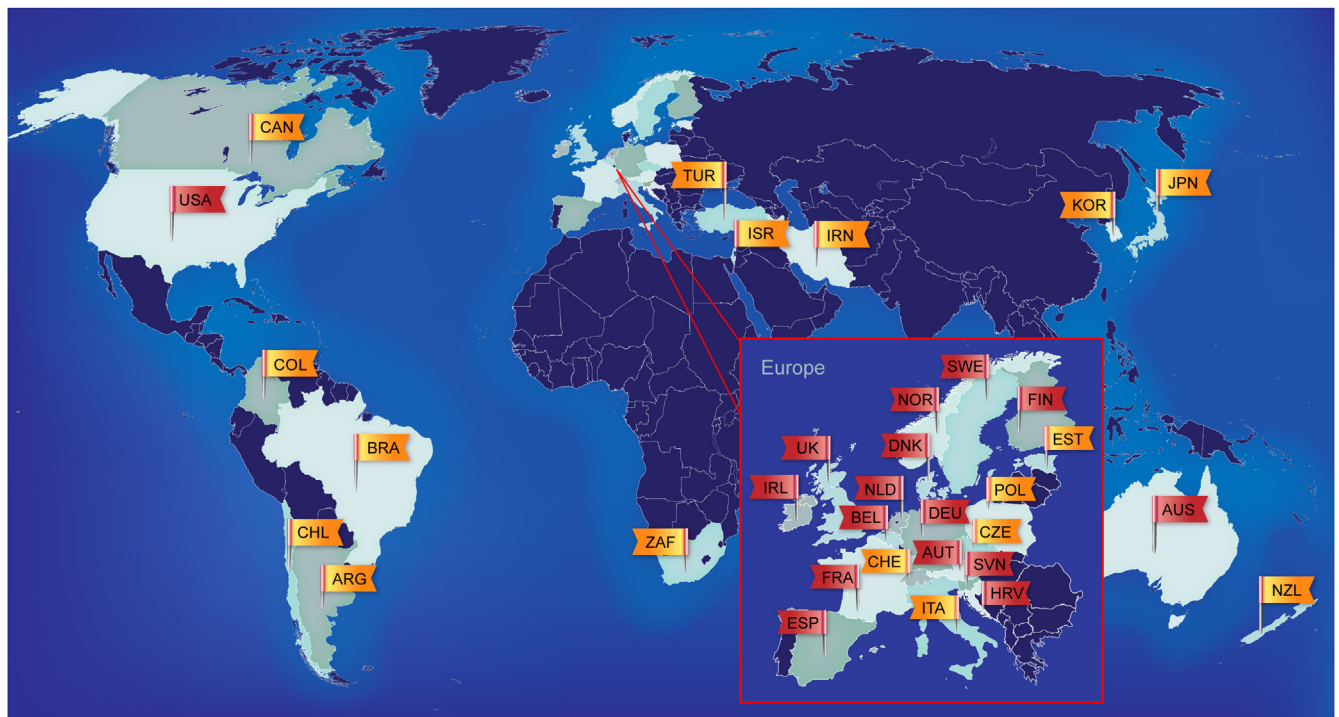 CAN
USA
TUR
JPN
KOR
ISR
IRN
COL
BRA
CHL
ARG
ZAF
AUS
NZL
Europe
SWE
NOR
FIN
EST
UK
DNK
IRL
NLD
POL
BEL
DEU
CZE
CHE
AUT
SVN
FRA
HRV
ITA
ESP